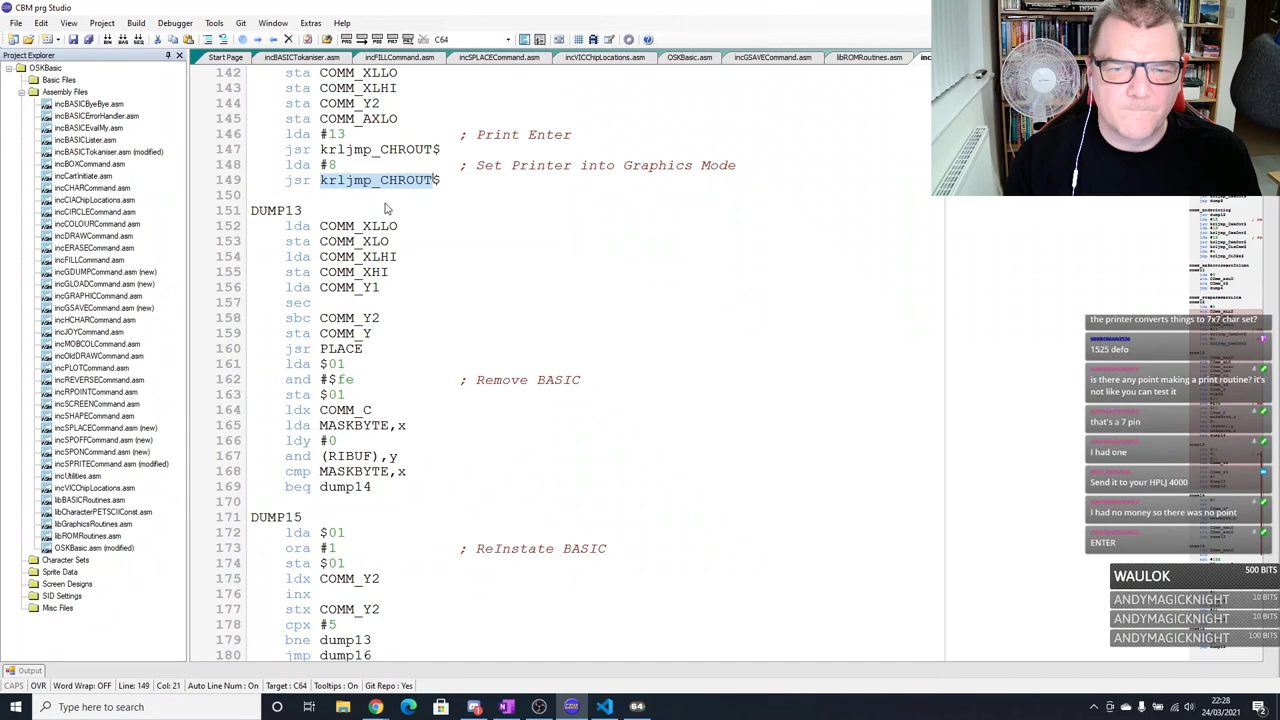 CBM prg Studio
File Edit View Project Build Debugger Tools Git Window Extras Help
C64
Project Explorer
OSKBasic
Basic Files
Assembly Files
incBASICByeBye.asm
incBASICErrorHandler.asm
incBASICEvalMy.asm
incBASICLister.asm
incBASICTokaniser.asm (modified)
incBOXCommand.asm
incCartInitiate.asm
incCHARCommand.asm
incCIAChipLocations.asm
incCIRCLECommand.asm
incCOLOURCommand.asm
incDRAWCommand.asm
incERASECommand.asm
incFILLCommand.asm
incGDUMPCommand.asm (new)
incGLOADCommand.asm (new)
incGRAPHICCommand.asm
incGSAVECommand.asm (new)
incHCHARCommand.asm
incJOYCommand.asm
incMOBCOLCommand.asm
incOldDRAWCommand.asm
incPLOTCommand.asm
incREVERSECommand.asm
incRPOINTCommand.asm
incSCREENCommand.asm
incSHAPECommand.asm
incSPLACECommand.asm (new)
incSPOFFCommand.asm (new)
incSPONCommand.asm (new)
incSPRITECommand.asm (modified)
incUtilities.asm
incVICChipLocations.asm
libBASICRoutines.asm
libCharacterPETSCIIConst.asm
libGraphicsRoutines.asm
libROMRoutines.asm
OSKBasic.asm (modified)
Character Sets
Sprite Data
Screen Designs
SID Settings
Misc Files
Start Page incBASICTokaniser.asm incFILLCommand.asm incSPLACECommand.asm incVICChipLocations.asm OSKBasic.asm incGSAVECommand.asm libROMRoutines.asm inc
142 sta COMM_XLLO
143 sta COMM_XLHI
144 sta COMM_Y2
145 sta COMM_AXLO
146 lda #13 ; Print Enter
147 jsr krljmp_CHROUT$
148 lda #8 ; Set Printer into Graphics Mode
149 jsr krljmp_CHROUT$
150
151 DUMP13
152 lda COMM_XLLO
153 sta COMM_XLO
154 lda COMM_XLHI
155 sta COMM_XHI
156 lda COMM_Y1
157 sec
158 sbc COMM_Y2
159 sta COMM_Y
160 jsr PLACE
161 lda $01
162 and #$fe ; Remove BASIC
163 sta $01
164 ldx COMM_C
165 lda MASKBYTE,x
166 ldy #0
167 and (RIBUF),y
168 cmp MASKBYTE,x
169 beq dump14
170
171 DUMP15
172 lda $01
173 ora #1 ; ReInstate BASIC
174 sta $01
175 ldx COMM_Y2
176 inx
177 stx COMM_Y2
178 cpx #5
179 bne dump13
180 jmp dump16
the printer converts things to 7x7 char set?
1525 defo
is there any point making a print routine? it's
not like you can test it
that's a 7 pin
I had one
Send it to your HPLJ 4000
I had no money so there was no point
ENTER
WAULOK 500 BITS
ANDYMAGICKNIGHT 10 BITS
ANDYMAGICKNIGHT 10 BITS
ANDYMAGICKNIGHT 100 BITS
Output
CAPS OVR Word Wrap: OFF Line: 149 Col: 21 Auto Line Num : On Target : C64 Tooltips : On Git Repo : Yes
Type here to search
64
22:28
24/03/2021
2